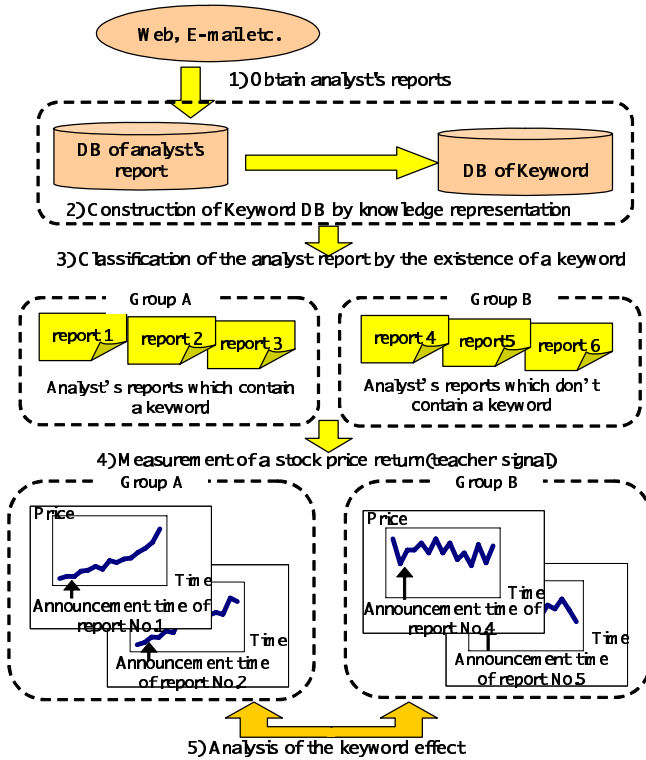 Web, E-mail etc.
1) Obtain analyst's reports
DB of analyst's
report
DB of Keyword
2) Construction of Keyword DB by knowledge representation
3) Classification of the analyst report by the existence of a keyword
Group A
report 1
report 2
report 3
Analyst's reports which contain
a keyword
Group B
report 4
report 5
report 6
Analyst's reports which don't
contain a keyword
4) Measurement of a stock price return(teacher signal)
Group A
Price
Time
Announcement time of
report No.1
Time
Announcement time
of report No.2
Group B
Price
Time
Announcement time of
report No.4
Time
Announcement time
of report No.5
5) Analysis of the keyword effect